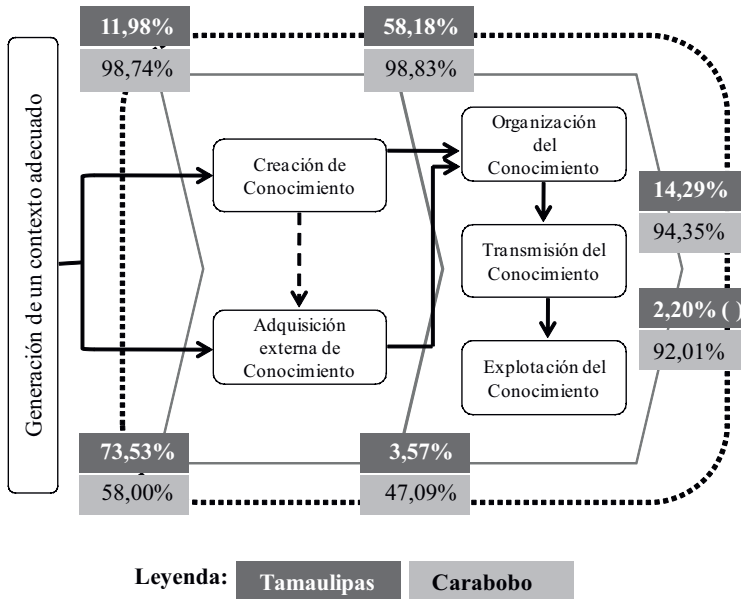 11,98%
98,74%
58,18%
98,83%
Generación de un contexto adecuado
Creación de
Conocimiento
Organización
del
Conocimiento
14,29%
94,35%
Transmisión del
Conocimiento
2,20% ( )
92,01%
Adquisición
externa de
Conocimiento
Explotación del
Conocimiento
73,53%
58,00%
3,57%
47,09%
Leyenda: Tamaulipas Carabobo